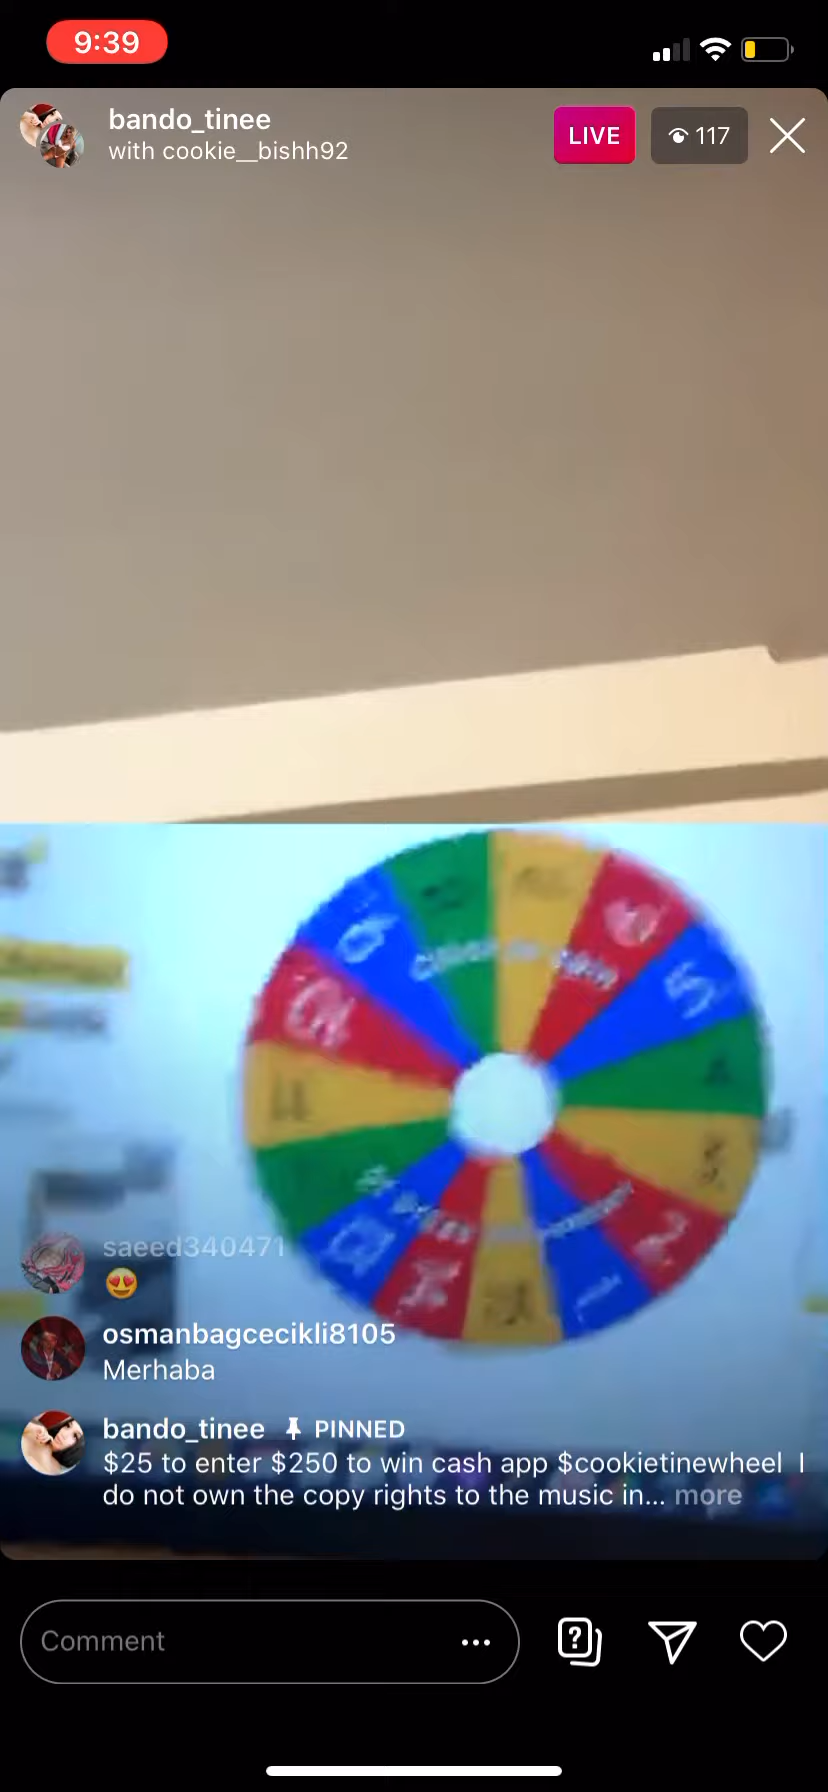 9:39
bando_tinee
with cookie__bishh92
LIVE
117
saeed340471
😍
osmanbagcecikli8105
Merhaba
bando_tinee PINNED
$25 to enter $250 to win cash app $cookietinewheel I
do not own the copy rights to the music in... more
Comment